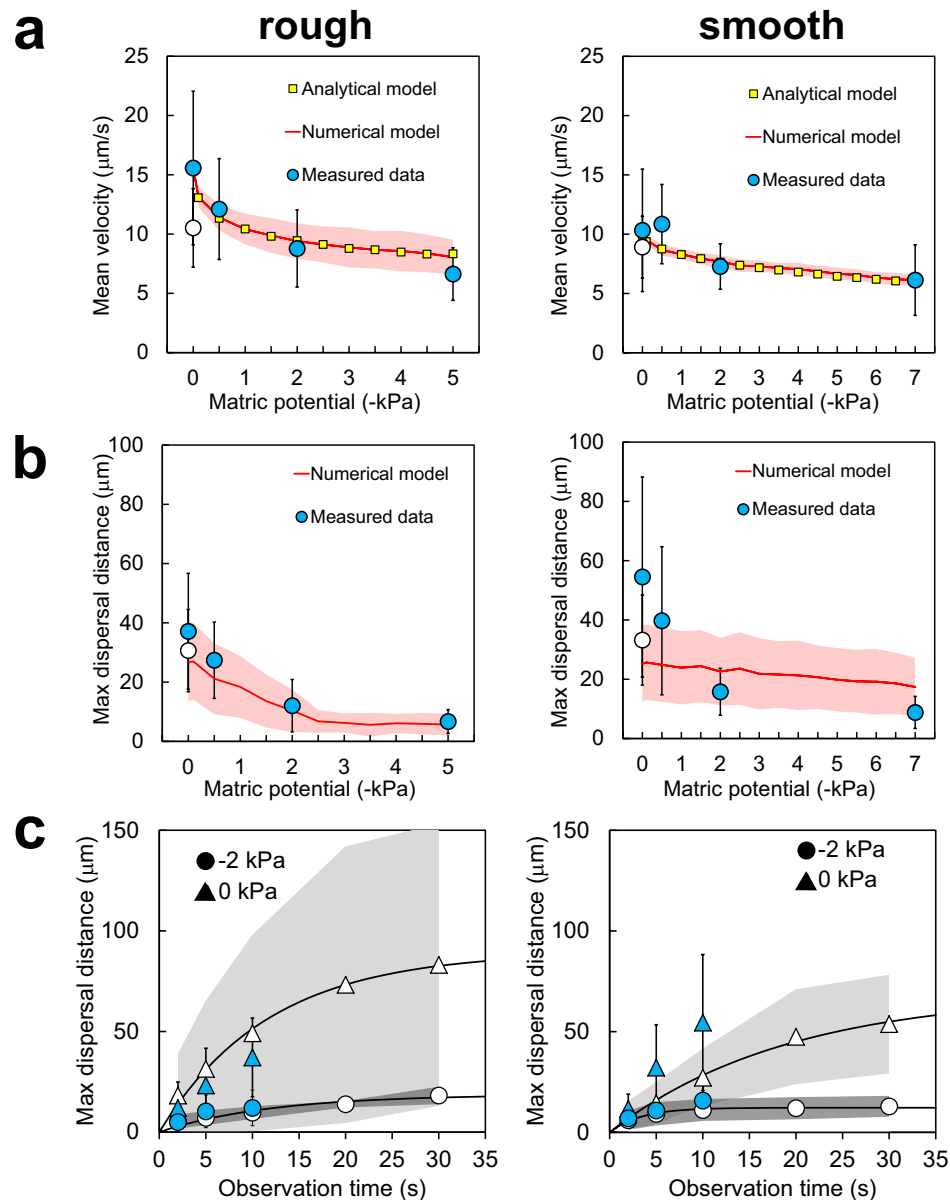 a
rough
smooth
25
20
15
10
5
0
Mean velocity (μm/s)
Analytical model
Numerical model
Measured data
0 1 2 3 4 5
Matric potential (-kPa)
25
20
15
10
5
0
Mean velocity (μm/s)
Analytical model
Numerical model
Measured data
0 1 2 3 4 5 6 7
Matric potential (-kPa)
b
100
80
60
40
20
0
Max dispersal distance (μm)
Numerical model
Measured data
0 1 2 3 4 5
Matric potential (-kPa)
100
80
60
40
20
0
Max dispersal distance (μm)
Numerical model
Measured data
0 1 2 3 4 5 6 7
Matric potential (-kPa)
c
150
100
50
0
Max dispersal distance (μm)
-2 kPa
0 kPa
0 5 10 15 20 25 30 35
Observation time (s)
150
100
50
0
Max dispersal distance (μm)
-2 kPa
0 kPa
0 5 10 15 20 25 30 35
Observation time (s)